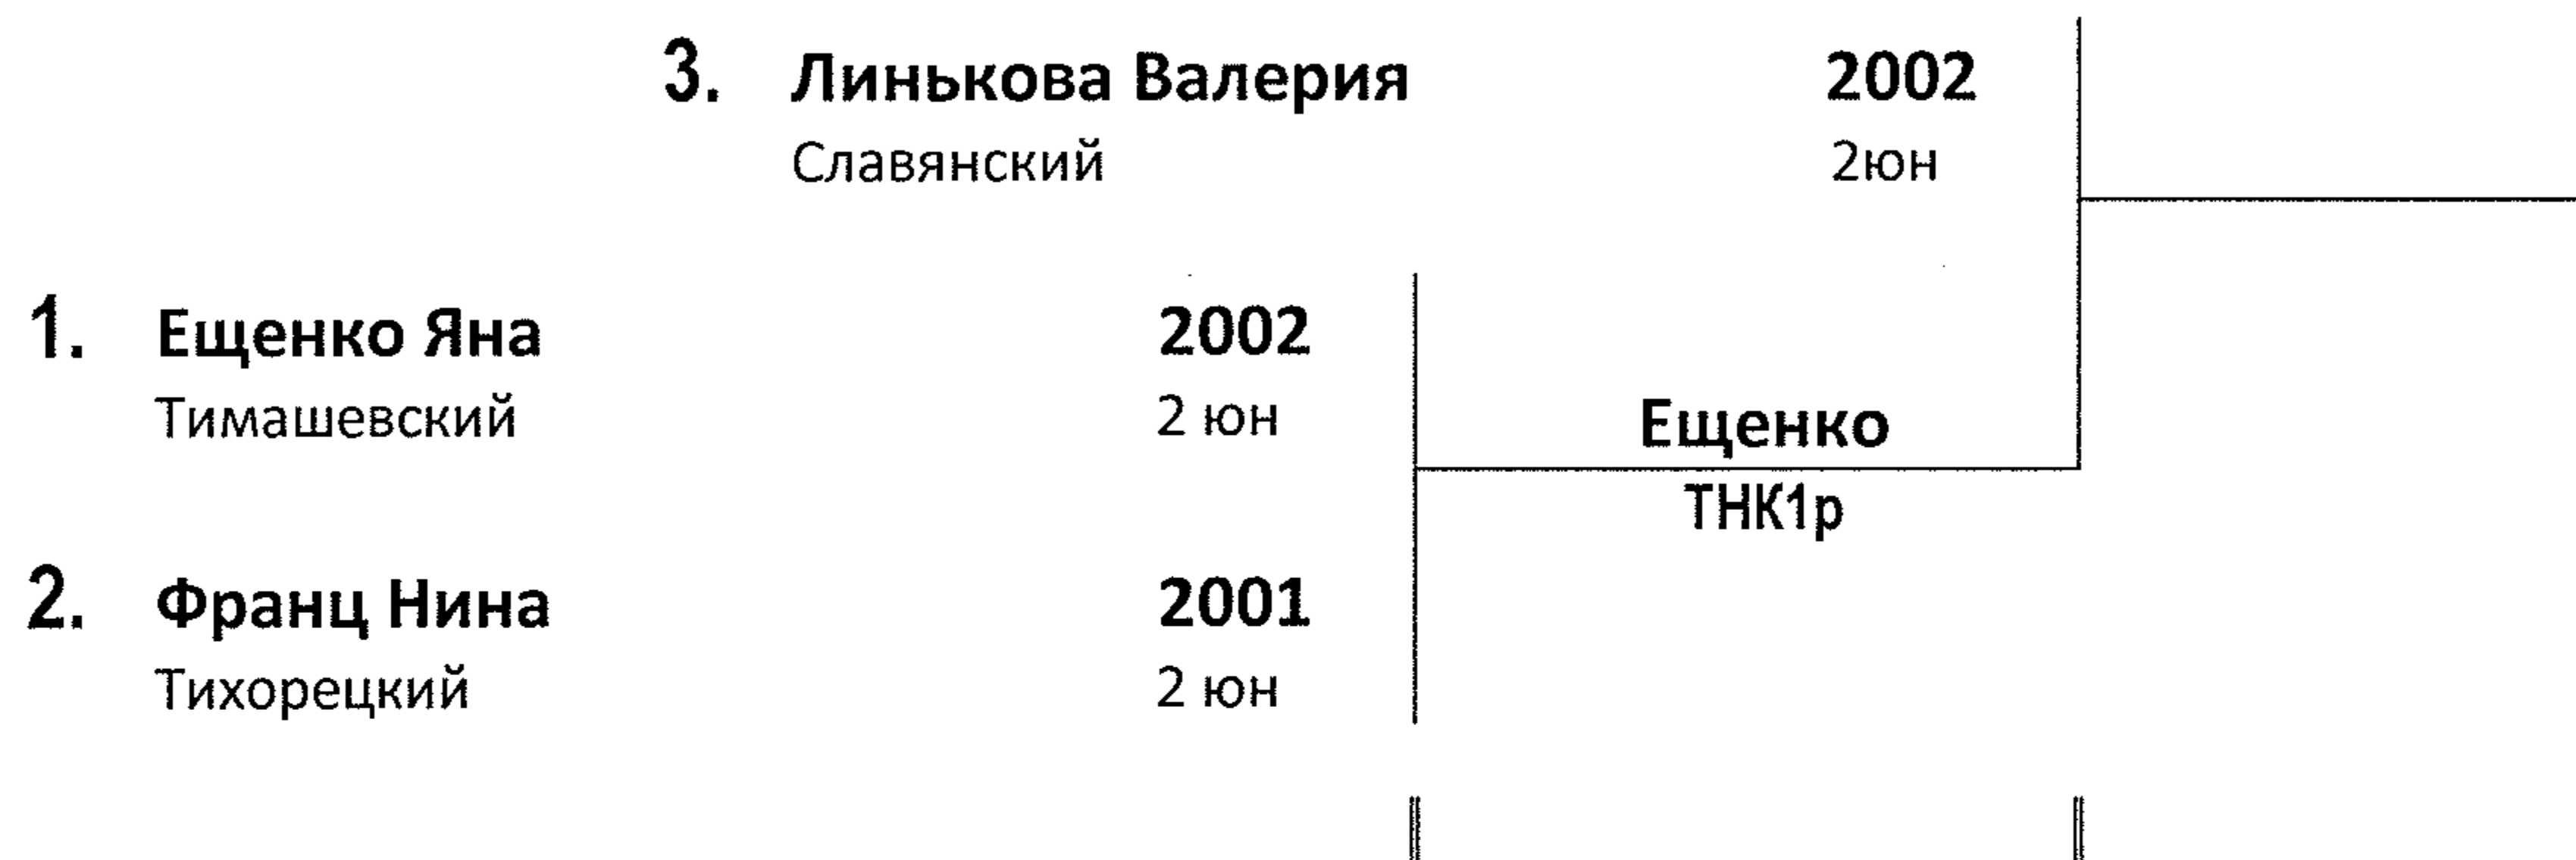 3. Линькова Валерия 2002
Славянский 2юн
1. Ещенко Яна 2002
Тимашевский 2 юн
Ещенко
ТНК1р
2. Франц Нина 2001
Тихорецкий 2 юн